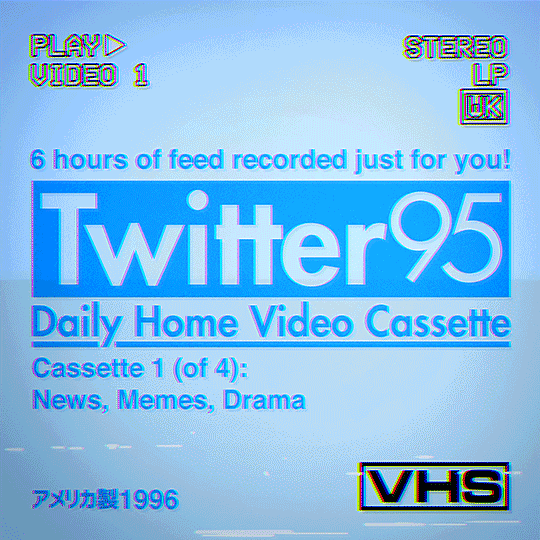 PLAY▷
VIDEO 1
STEREO
LP
WK
6 hours of feed recorded just for you!
Twitter95
Daily Home Video Cassette
Cassette 1 (of 4):
News, Memes, Drama
アメリカ製1996
VHS